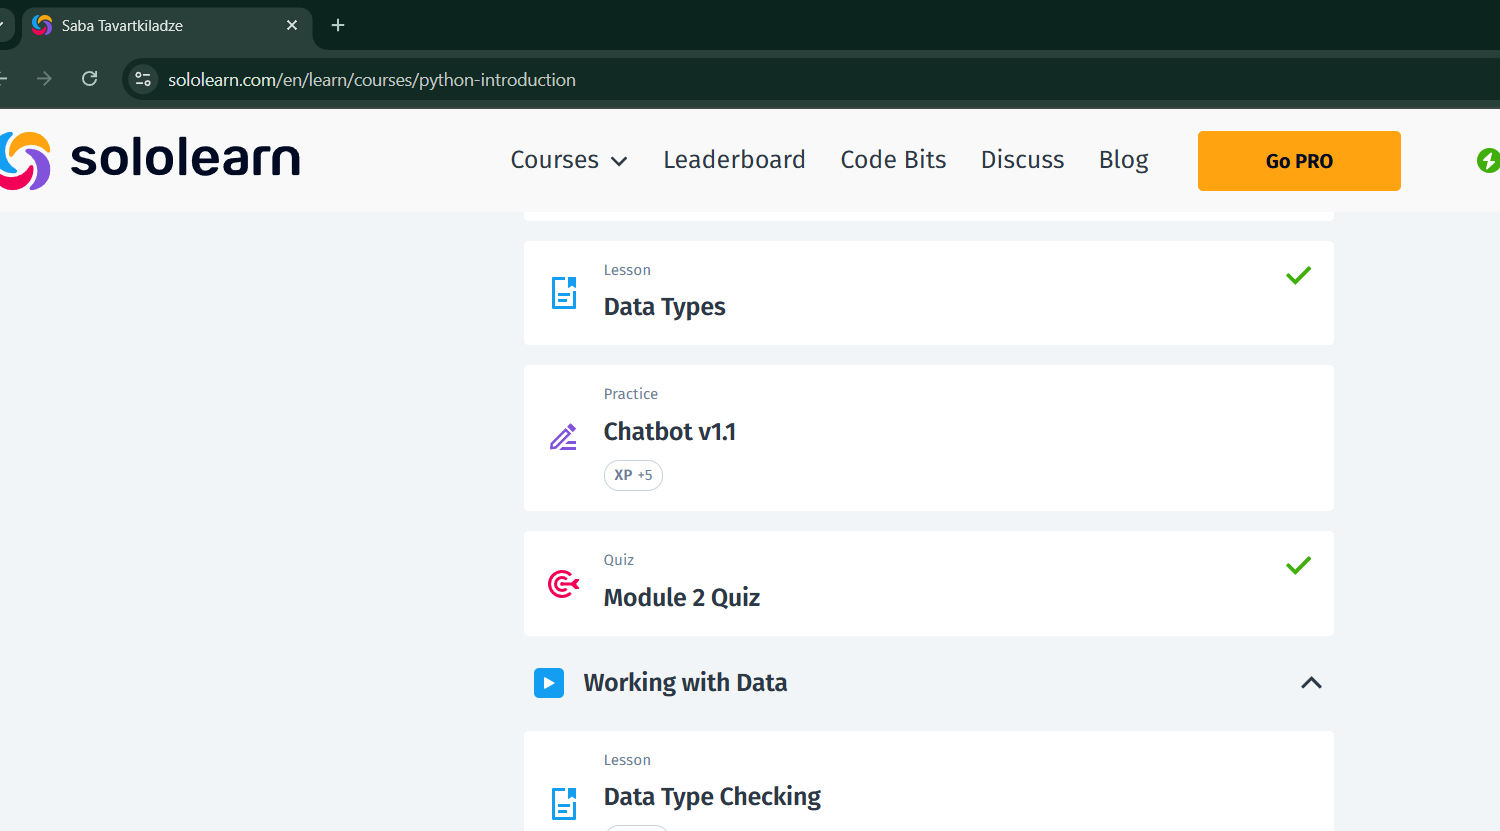 Saba Tavartkiladze
sololearn.com/en/learn/courses/python-introduction
sololearn
Courses
Leaderboard
Code Bits
Discuss
Blog
Go PRO
Lesson
Data Types
Practice
Chatbot v1.1
XP +5
Quiz
Module 2 Quiz
Working with Data
Lesson
Data Type Checking